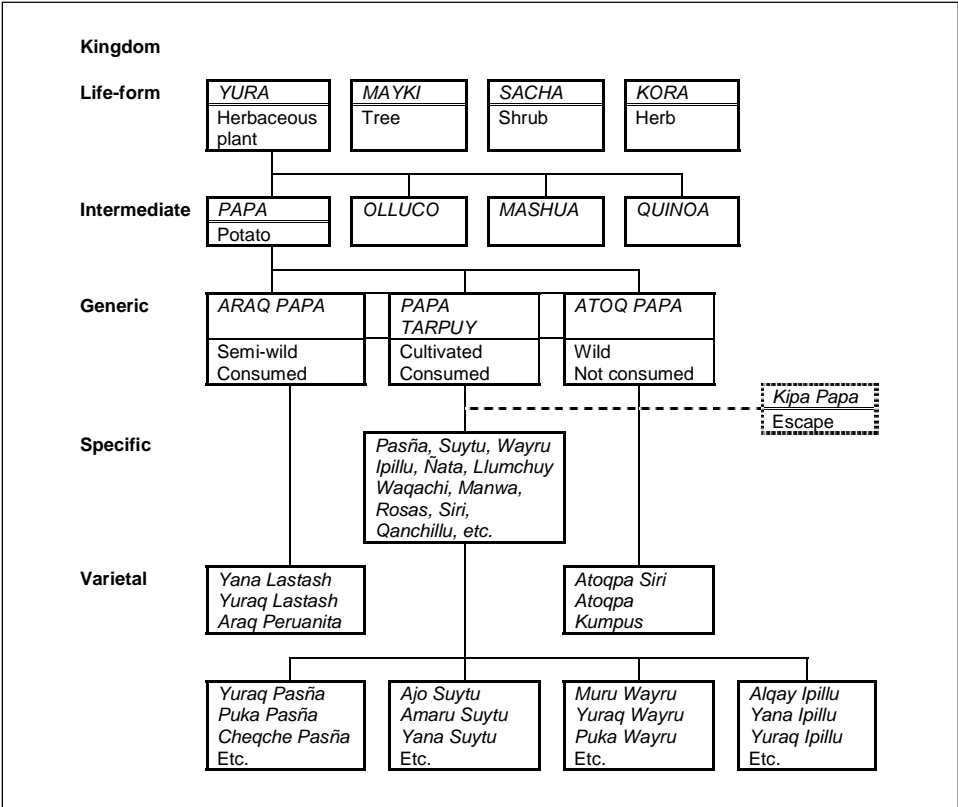 Kingdom
Life-form
YURA
Herbaceous
plant
MAYKI
Tree
SACHA
Shrub
KORA
Herb
Intermediate
PAPA
Potato
OLLUCO
MASHUA
QUINOA
Generic
ARAQ PAPA
Semi-wild
Consumed
PAPA
TARPUY
Cultivated
Consumed
ATOQ PAPA
Wild
Not consumed
Kipa Papa
Escape
Specific
Pasña, Suytu, Wayru
Ipillu, Ñata, Llumchuy
Waqachi, Manwa,
Rosas, Siri,
Qanchillu, etc.
Varietal
Yana Lastash
Yuraq Lastash
Araq Peruanita
Atoqpa Siri
Atoqpa
Kumpus
Yuraq Pasña
Puka Pasña
Cheqche Pasña
Etc.
Ajo Suytu
Amaru Suytu
Yana Suytu
Etc.
Muru Wayru
Yuraq Wayru
Puka Wayru
Etc.
Alqay Ipillu
Yana Ipillu
Yuraq Ipillu
Etc.